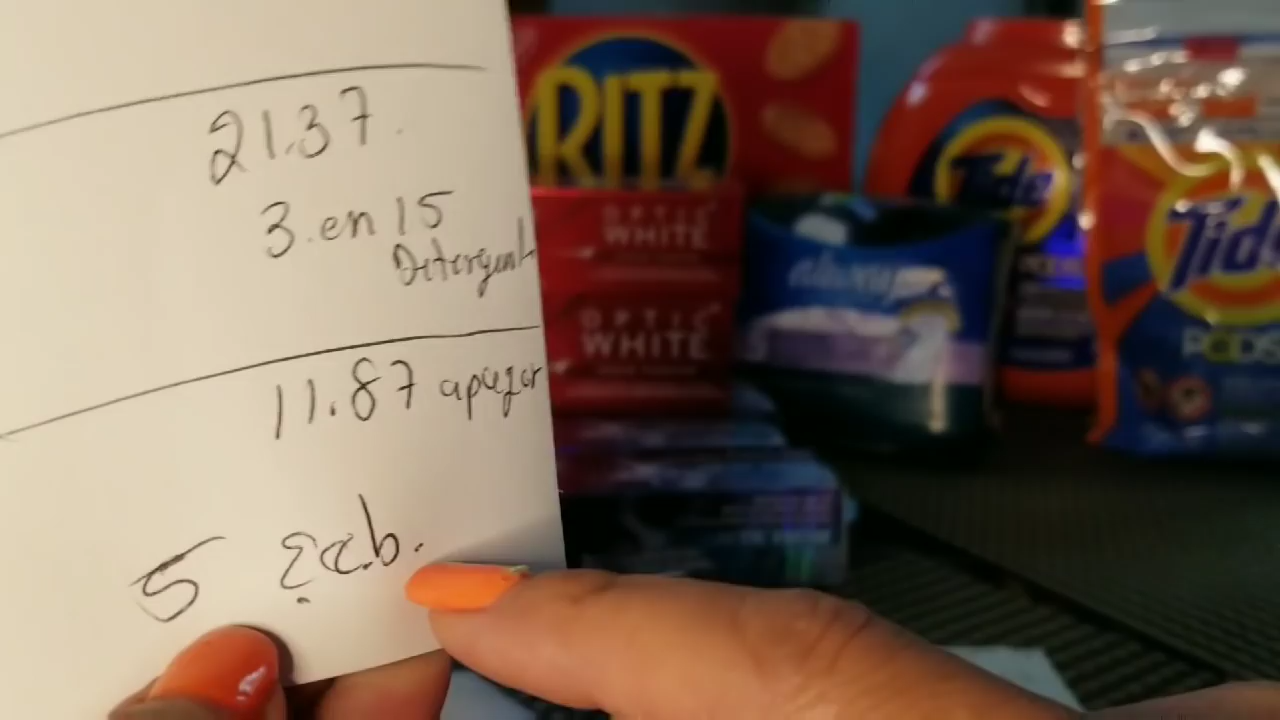 21.37
3.en 15
Detergent
11.87 apagar
5 Ecb.
RITZ
OPTIC
WHITE
OPTIC
WHITE
always
Tide
Tide
PODS